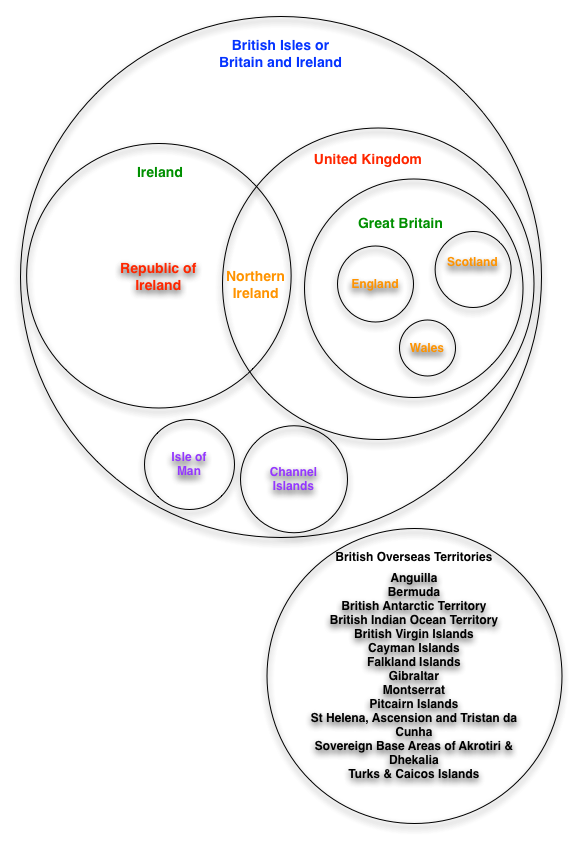 British Isles or
Britain and Ireland
United Kingdom
Ireland
Great Britain
Scotland
Republic of
Ireland
Northern
Ireland
England
Wales
Isle of
Man
Channel
Islands
British Overseas Territories
Anguilla
Bermuda
British Antarctic Territory
British Indian Ocean Territory
British Virgin Islands
Cayman Islands
Falkland Islands
Gibraltar
Montserrat
Pitcairn Islands
St Helena, Ascension and Tristan da
Cunha
Sovereign Base Areas of Akrotiri &
Dhekalia
Turks & Caicos Islands